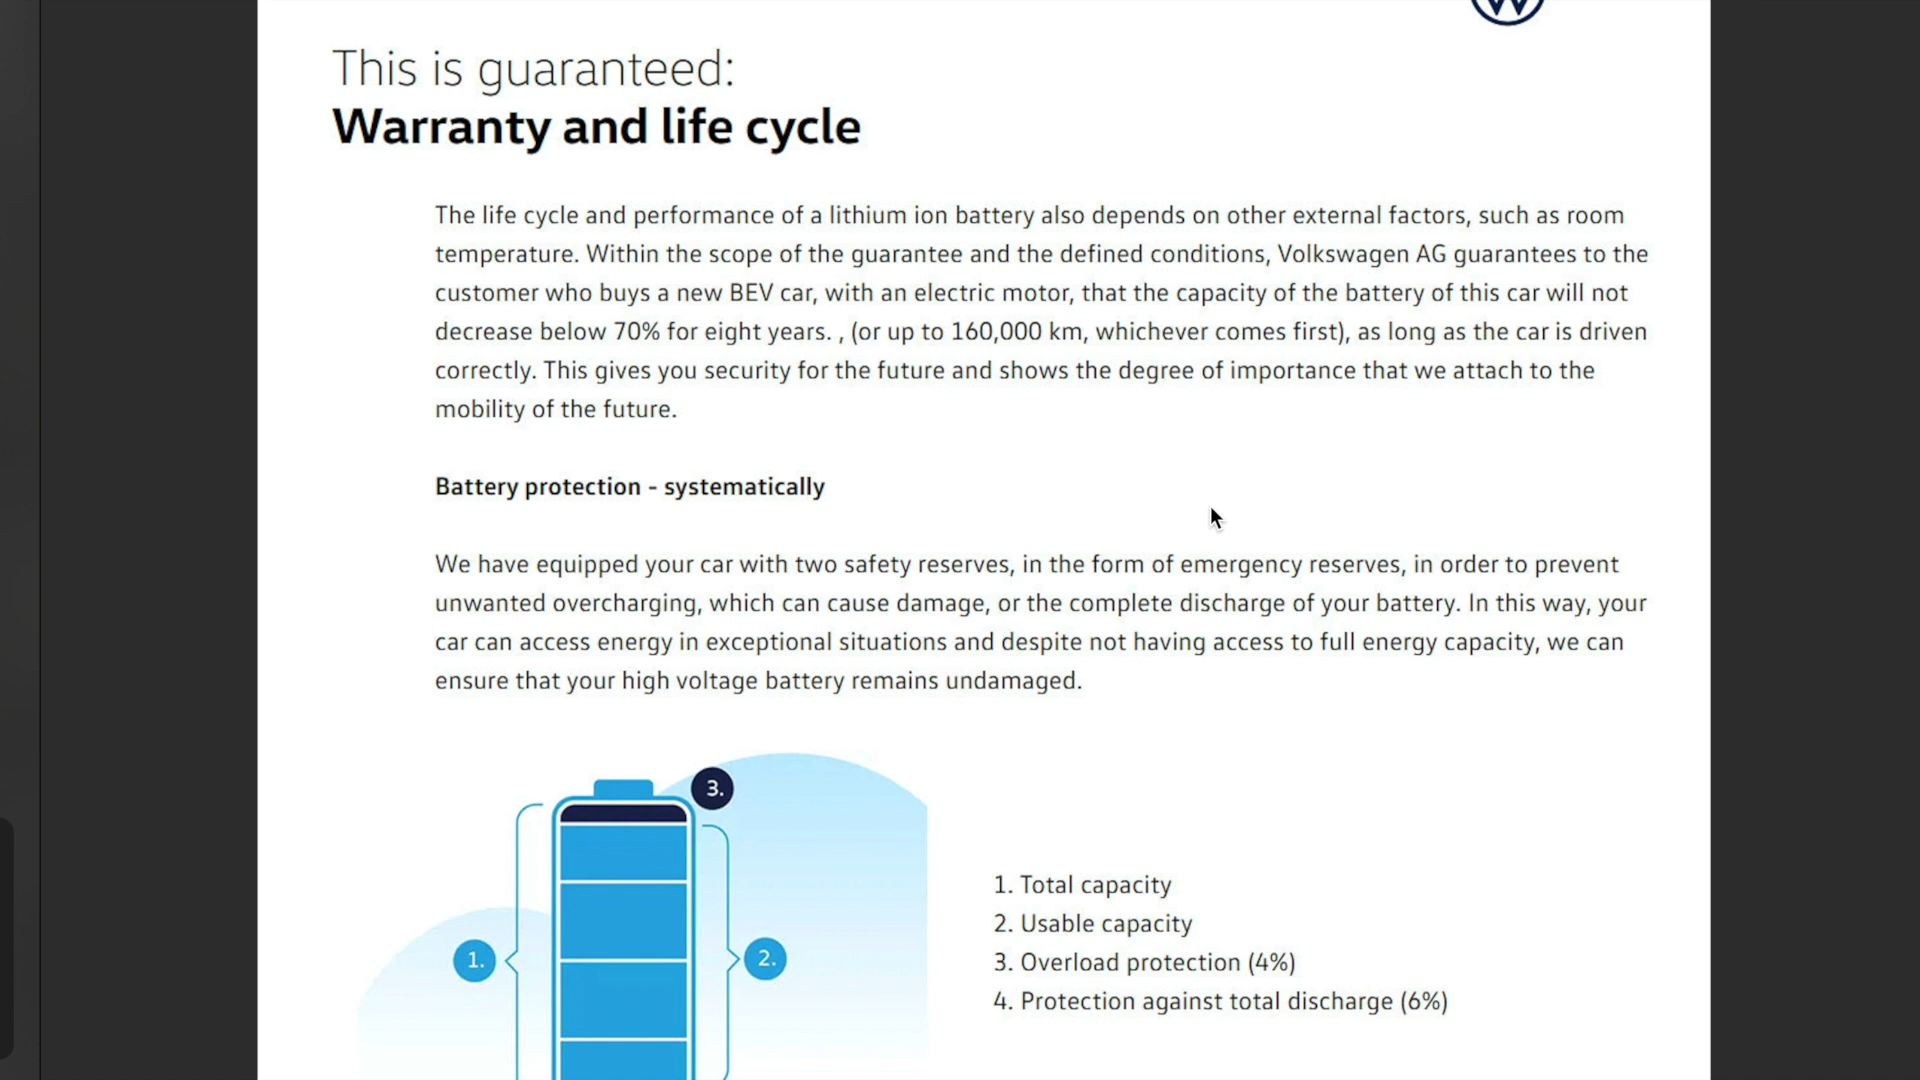 This is guaranteed:
Warranty and life cycle
The life cycle and performance of a lithium ion battery also depends on other external factors, such as room
temperature. Within the scope of the guarantee and the defined conditions, Volkswagen AG guarantees to the
customer who buys a new BEV car, with an electric motor, that the capacity of the battery of this car will not
decrease below 70% for eight years. , (or up to 160,000 km, whichever comes first), as long as the car is driven
correctly. This gives you security for the future and shows the degree of importance that we attach to the
mobility of the future.
Battery protection - systematically
We have equipped your car with two safety reserves, in the form of emergency reserves, in order to prevent
unwanted overcharging, which can cause damage, or the complete discharge of your battery. In this way, your
car can access energy in exceptional situations and despite not having access to full energy capacity, we can
ensure that your high voltage battery remains undamaged.
3.
1.
2.
1. Total capacity
2. Usable capacity
3. Overload protection (4%)
4. Protection against total discharge (6%)